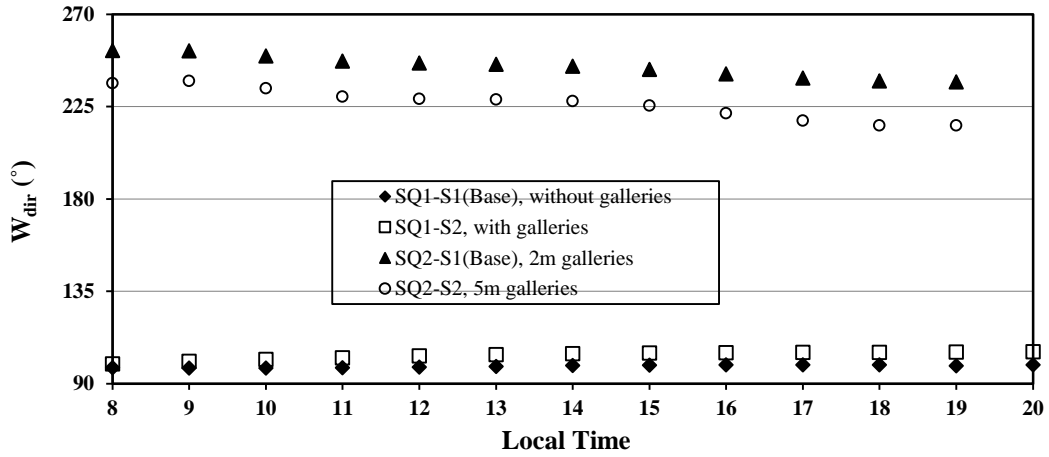 270
225
180
135
90
W_dir (°)
SQ1-S1(Base), without galleries
SQ1-S2, with galleries
SQ2-S1(Base), 2m galleries
SQ2-S2, 5m galleries
8 9 10 11 12 13 14 15 16 17 18 19 20
Local Time